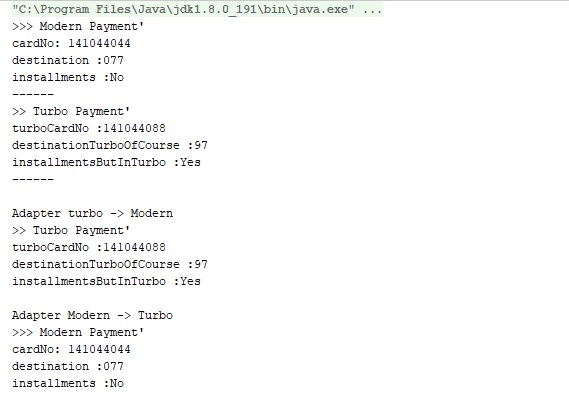 "C:\Program Files\Java\jdk1.8.0_191\bin\java.exe" ...
>>> Modern Payment'
cardNo: 141044044
destination :077
installments :No
------
>> Turbo Payment'
turboCardNo :141044088
destinationTurboOfCourse :97
installmentsButInTurbo :Yes
------
Adapter turbo -> Modern
>> Turbo Payment'
turboCardNo :141044088
destinationTurboOfCourse :97
installmentsButInTurbo :Yes
Adapter Modern -> Turbo
>>> Modern Payment'
cardNo: 141044044
destination :077
installments :No